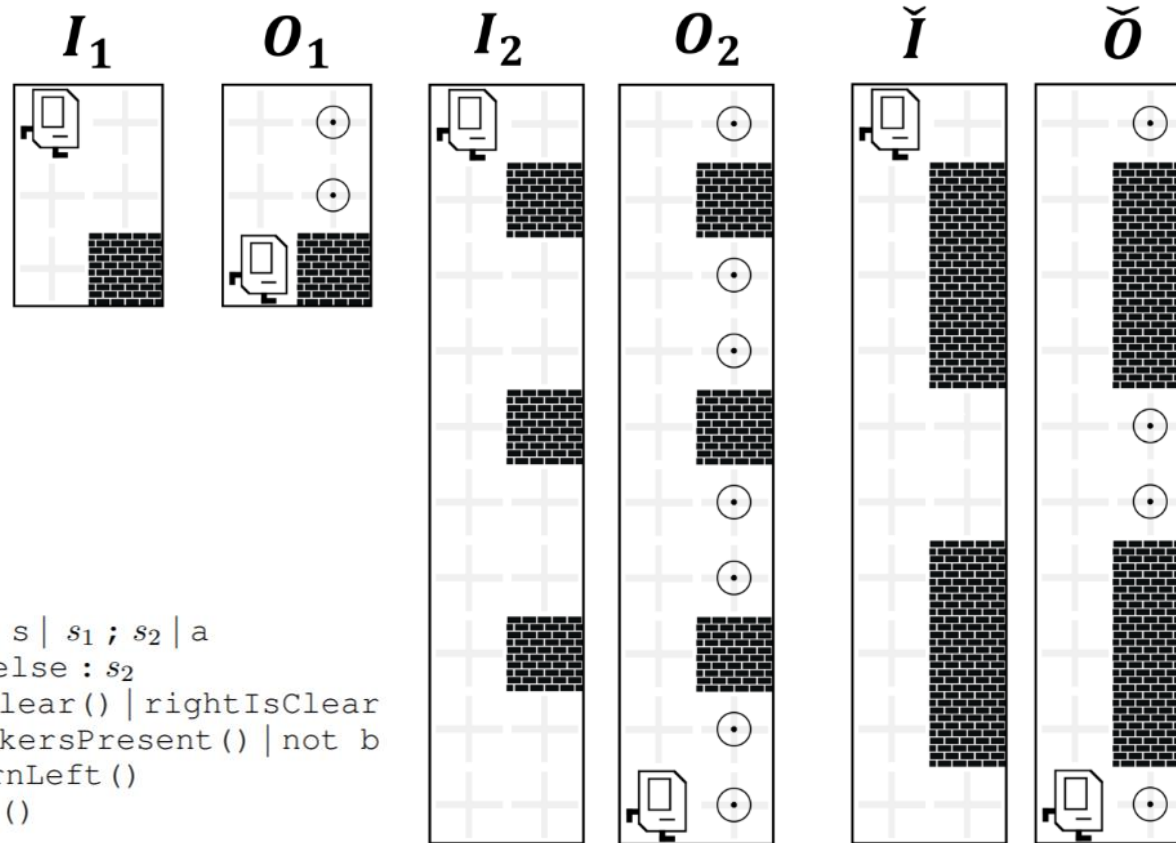 I₁ O₁ I₂ O₂ Ǐ Ǒ
s | s₁ ; s₂ | a
else : s₂
lear() | rightIsClear
kersPresent() | not b
rnLeft()
()